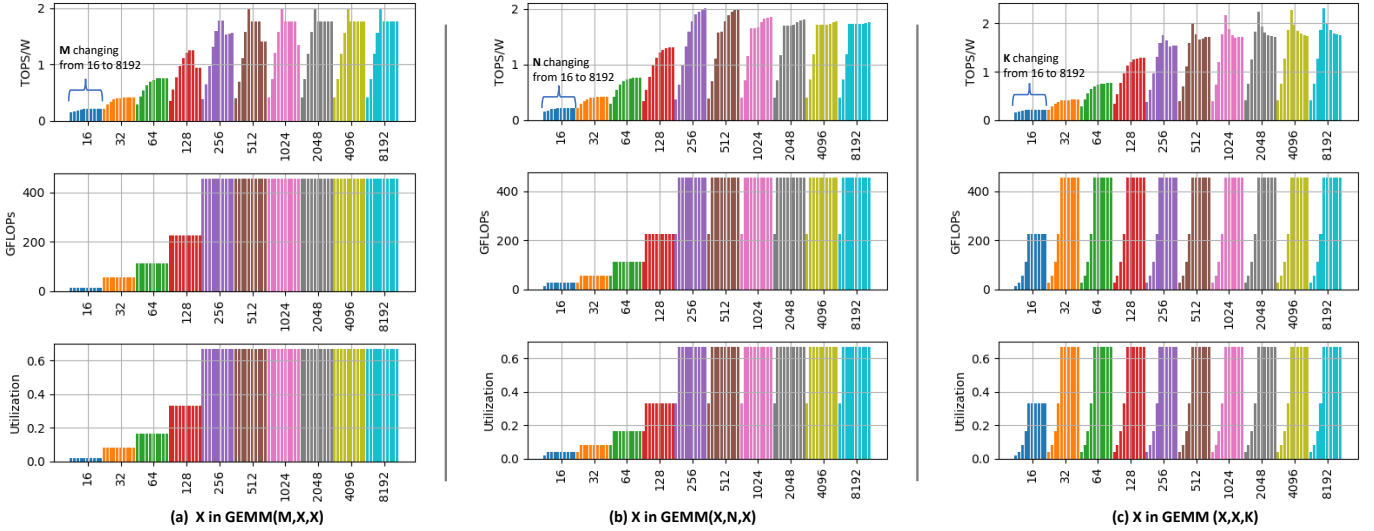 TOPS/W
2
1
0
M changing
from 16 to 8192
16 32 64 128 256 512 1024 2048 4096 8192
GFLOPs
400
200
0
16 32 64 128 256 512 1024 2048 4096 8192
Utilization
0.6
0.4
0.2
0.0
16 32 64 128 256 512 1024 2048 4096 8192
(a) X in GEMM(M,X,X)
TOPS/W
2
1
0
N changing
from 16 to 8192
16 32 64 128 256 512 1024 2048 4096 8192
GFLOPs
400
200
0
16 32 64 128 256 512 1024 2048 4096 8192
Utilization
0.6
0.4
0.2
0.0
16 32 64 128 256 512 1024 2048 4096 8192
(b) X in GEMM(X,N,X)
TOPS/W
2
1
0
K changing
from 16 to 8192
16 32 64 128 256 512 1024 2048 4096 8192
GFLOPs
400
200
0
16 32 64 128 256 512 1024 2048 4096 8192
Utilization
0.6
0.4
0.2
0.0
16 32 64 128 256 512 1024 2048 4096 8192
(c) X in GEMM (X,X,K)